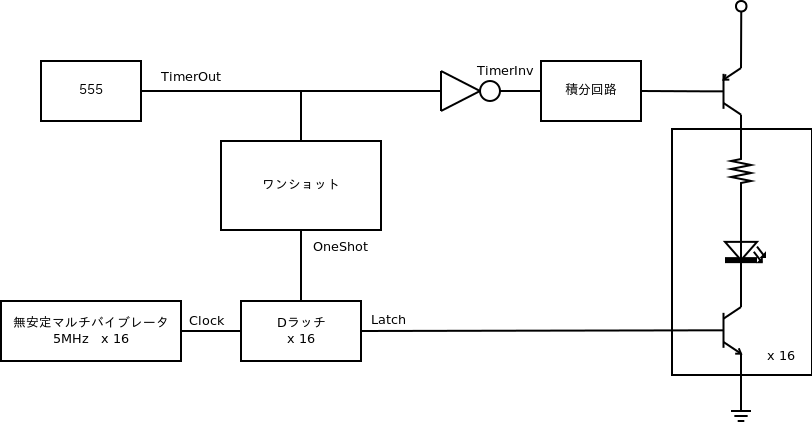 555
TimerOut
TimerInv
積分回路
ワンショット
OneShot
無安定マルチバイブレータ
5MHz x 16
Clock
Dラッチ
x 16
Latch
x 16